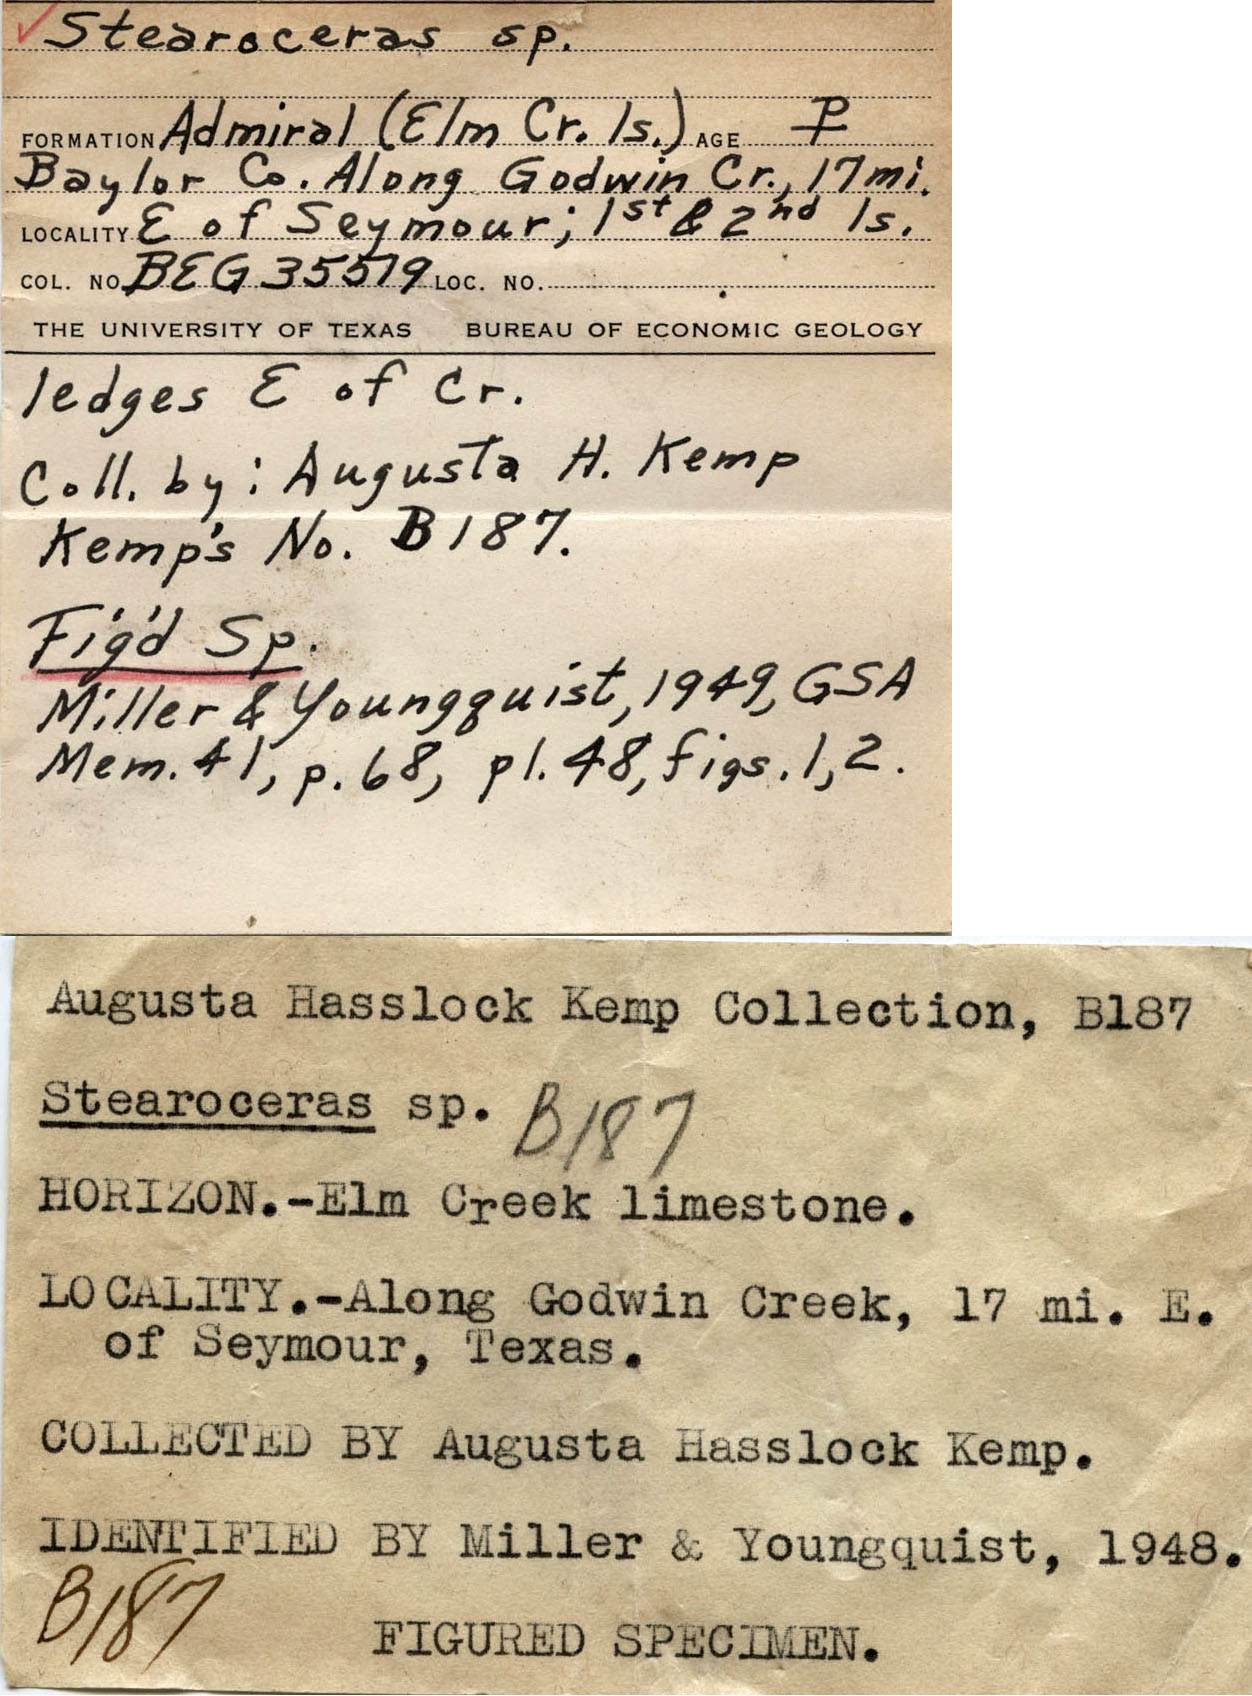 ✓Stearoceras sp.
FORMATION Admiral (Elm Cr. ls.) AGE P
Baylor Co. Along Godwin Cr., 17 mi.
LOCALITY E of Seymour; 1st & 2nd ls.
COL. NO. BEG 35579 LOC. NO.
THE UNIVERSITY OF TEXAS BUREAU OF ECONOMIC GEOLOGY
ledges E of Cr.
Coll. by: Augusta H. Kemp
Kemp's No. B187.
Fig'd Sp.
Miller & Youngquist, 1949, GSA
Mem. 41, p. 68, pl. 48, figs. 1, 2.
Augusta Hasslock Kemp Collection, B187
Stearoceras sp. B187
HORIZON.-Elm Creek limestone.
LOCALITY.-Along Godwin Creek, 17 mi. E.
of Seymour, Texas.
COLLECTED BY Augusta Hasslock Kemp.
IDENTIFIED BY Miller & Youngquist, 1948.
B187
FIGURED SPECIMEN.